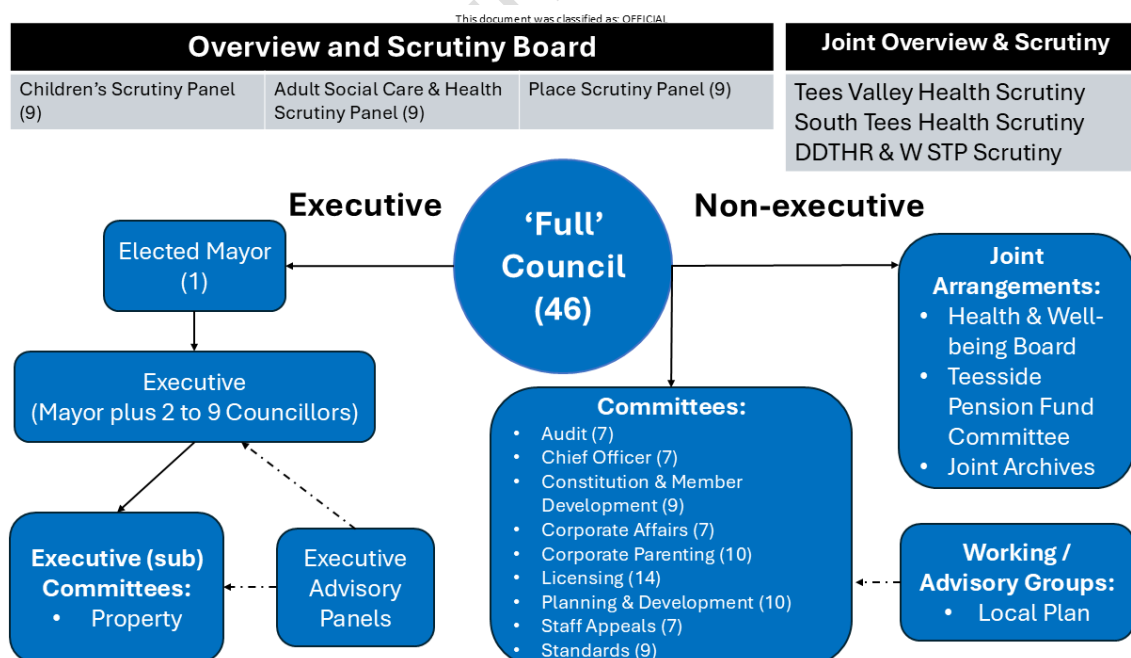 This document was classified as: OFFICIAL
Overview and Scrutiny Board
Children’s Scrutiny Panel
(9)
Adult Social Care & Health
Scrutiny Panel (9)
Place Scrutiny Panel (9)
Joint Overview & Scrutiny
Tees Valley Health Scrutiny
South Tees Health Scrutiny
DDTHR & W STP Scrutiny
Executive
‘Full’
Council
(46)
Non-executive
Elected Mayor
(1)
Executive
(Mayor plus 2 to 9 Councillors)
Executive (sub)
Committees:
• Property
Executive
Advisory
Panels
Committees:
• Audit (7)
• Chief Officer (7)
• Constitution & Member
Development (9)
• Corporate Affairs (7)
• Corporate Parenting (10)
• Licensing (14)
• Planning & Development (10)
• Staff Appeals (7)
• Standards (9)
Joint
Arrangements:
• Health & Well-
being Board
• Teesside
Pension Fund
Committee
• Joint Archives
Working /
Advisory Groups:
• Local Plan